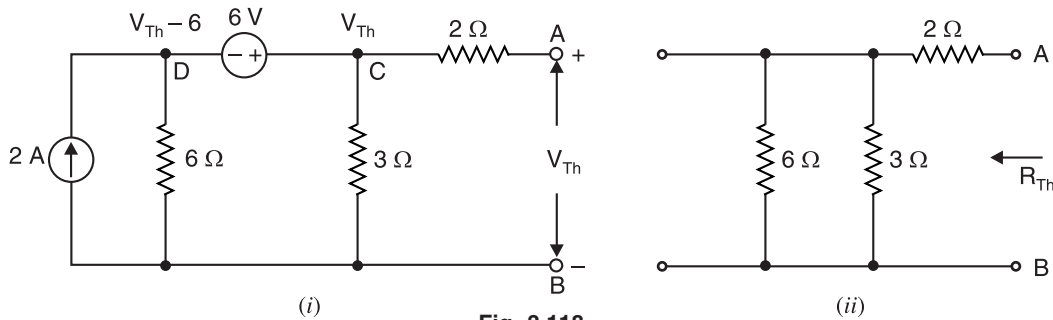 V_Th – 6 6 V V_Th 2 Ω A
+
D C
2 A 6 Ω 3 Ω V_Th
B –
(i)
2 Ω A
6 Ω 3 Ω
R_Th
B
(ii)